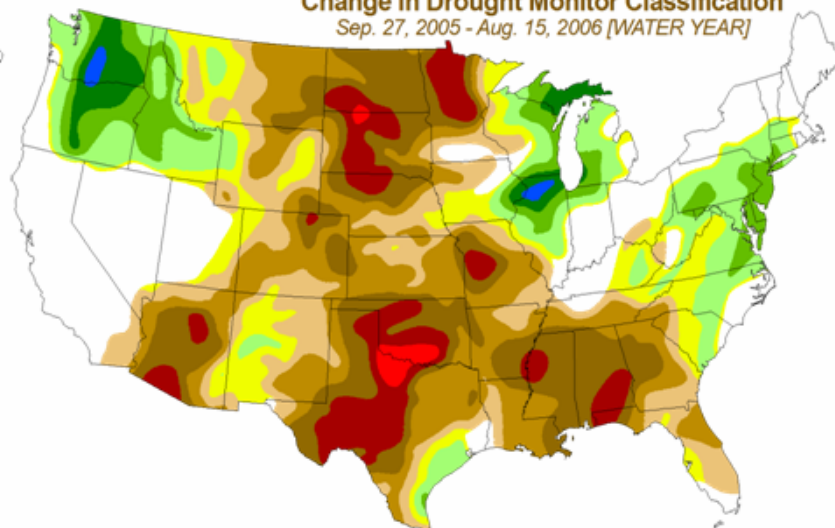 Change in Drought Monitor Classification
Sep. 27, 2005 - Aug. 15, 2006 [WATER YEAR]